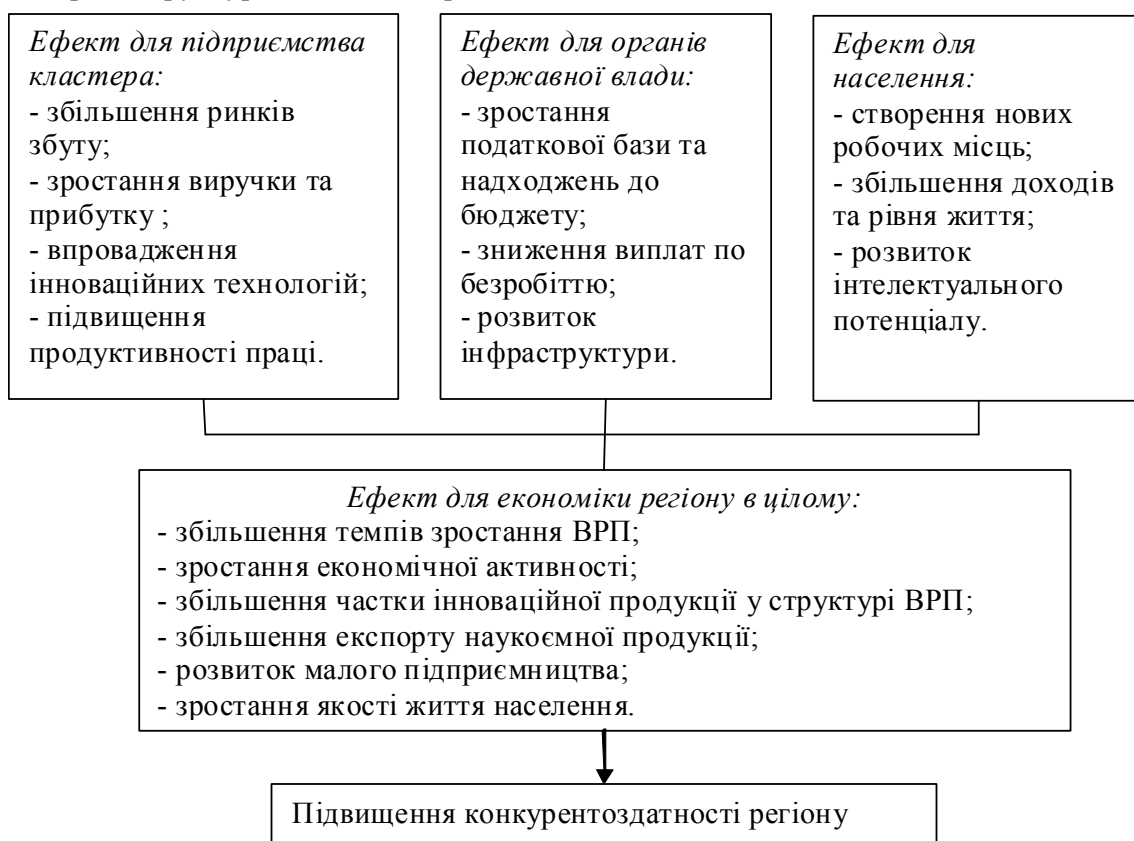 Ефект для підприємства
кластера:
- збільшення ринків
збуту;
- зростання виручки та
прибутку ;
- впровадження
інноваційних технологій;
- підвищення
продуктивності праці.
Ефект для органів
державної влади:
- зростання
податкової бази та
надходжень до
бюджету;
- зниження виплат по
безробіттю;
- розвиток
інфраструктури.
Ефект для
населення:
- створення нових
робочих місць;
- збільшення доходів
та рівня життя;
- розвиток
інтелектуального
потенціалу.
Ефект для економіки регіону в цілому:
- збільшення темпів зростання ВРП;
- зростання економічної активності;
- збільшення частки інноваційної продукції у структурі ВРП;
- збільшення експорту наукоємної продукції;
- розвиток малого підприємництва;
- зростання якості життя населення.
Підвищення конкурентоздатності регіону